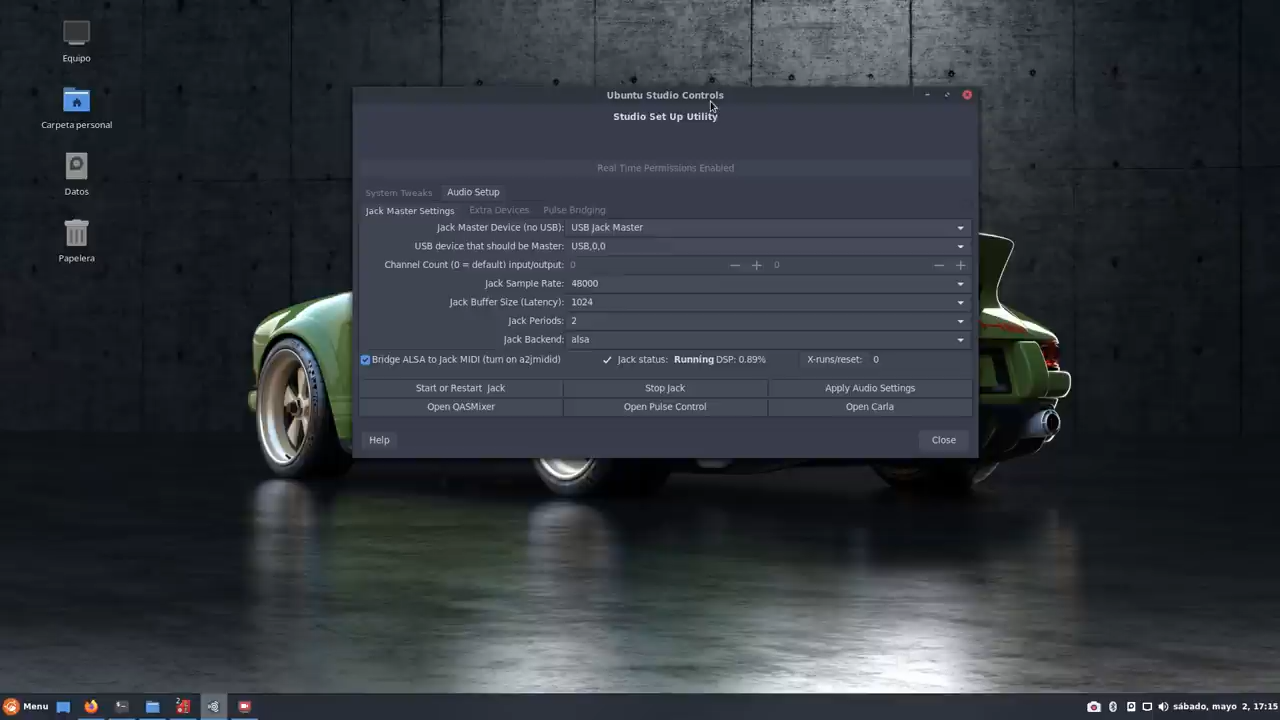 Equipo
Carpeta personal
Datos
Papelera
Ubuntu Studio Controls
Studio Set Up Utility
Real Time Permissions Enabled
System Tweaks Audio Setup
Jack Master Settings Extra Devices Pulse Bridging
Jack Master Device (no USB): USB Jack Master
USB device that should be Master: USB,0,0
Channel Count (0 = default) input/output: 0 0
Jack Sample Rate: 48000
Jack Buffer Size (Latency): 1024
Jack Periods: 2
Jack Backend: alsa
Bridge ALSA to Jack MIDI (turn on a2jmidid) Jack status: Running DSP: 0.89% X-runs/reset: 0
Start or Restart Jack Stop Jack Apply Audio Settings
Open QASMixer Open Pulse Control Open Carla
Help Close
Menu sábado, mayo 2, 17:15